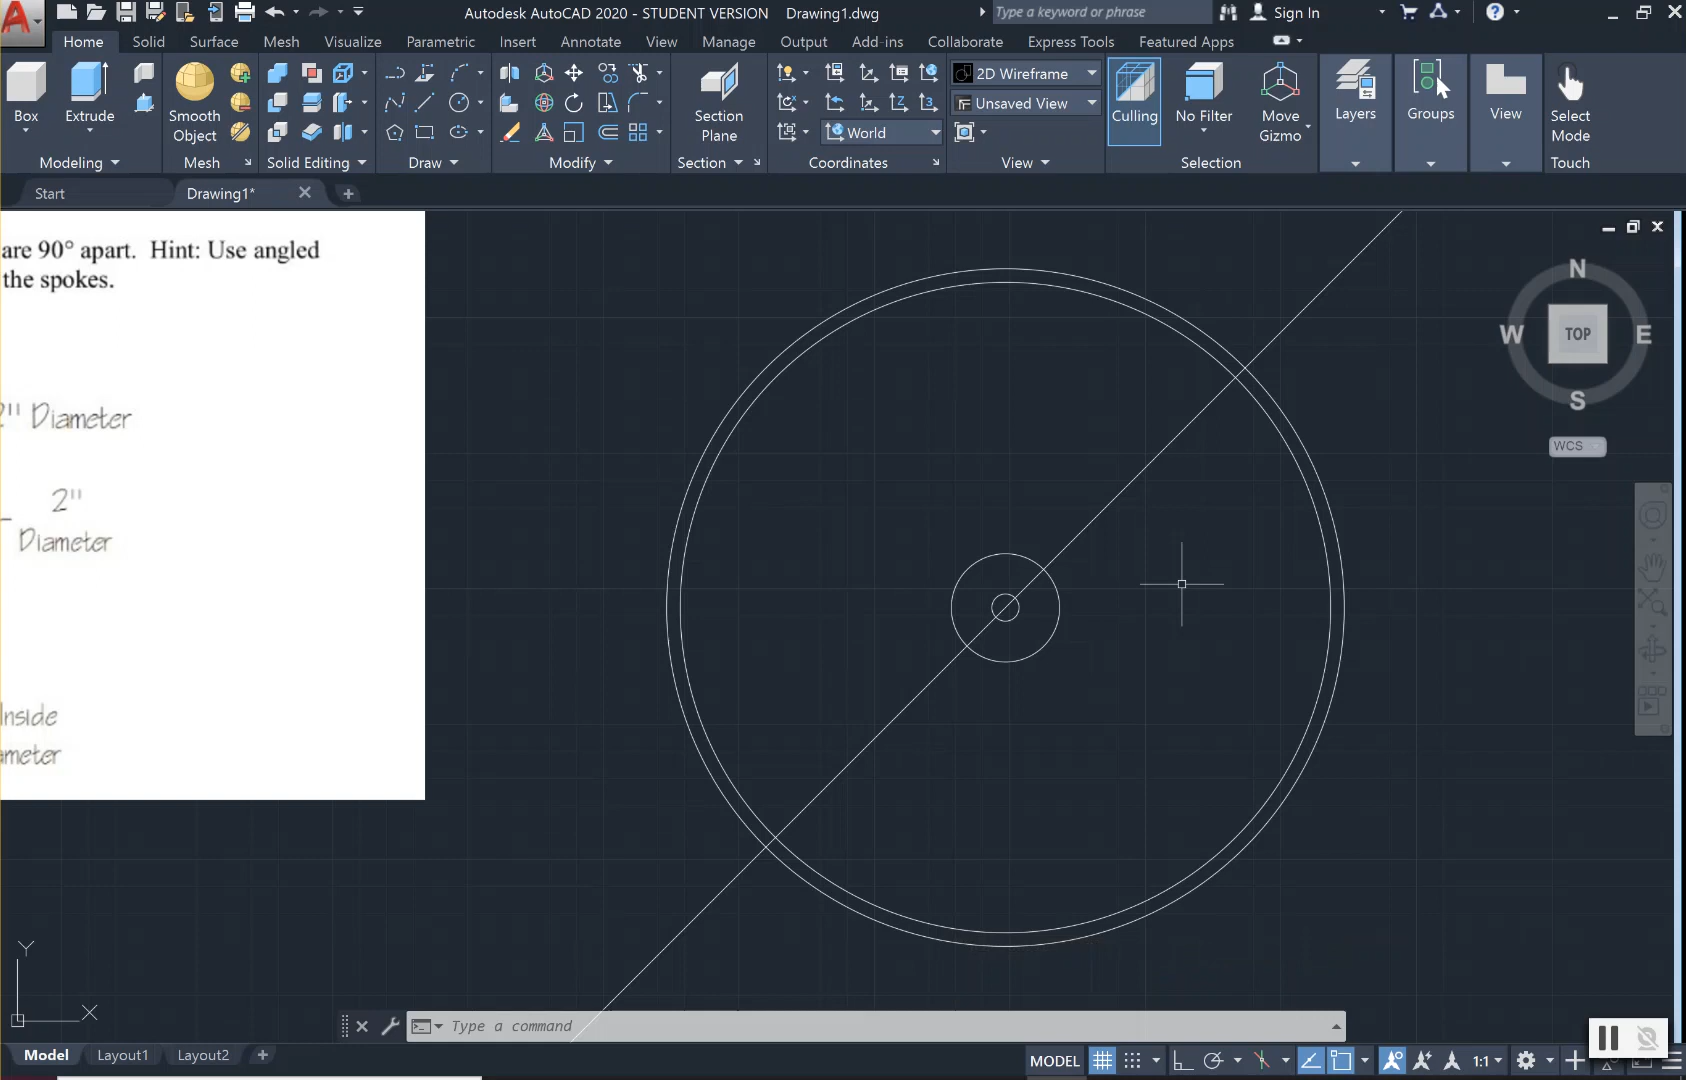 Autodesk AutoCAD 2020 - STUDENT VERSION Drawing1.dwg
Type a keyword or phrase
Sign In
Home Solid Surface Mesh Visualize Parametric Insert Annotate View Manage Output Add-ins Collaborate Express Tools Featured Apps
Box
Extrude
Smooth
Object
Section
Plane
World
2D Wireframe
Unsaved View
Culling
No Filter
Move
Gizmo
Layers
Groups
View
Select
Mode
Modeling Mesh Solid Editing Draw Modify Section Coordinates View Selection Touch
Start
Drawing1*
are 90° apart. Hint: Use angled
the spokes.
2" Diameter
2"
Diameter
Inside
ameter
N
W
TOP
E
S
WCS
Y
X
Type a command
Model Layout1 Layout2
MODEL
1:1